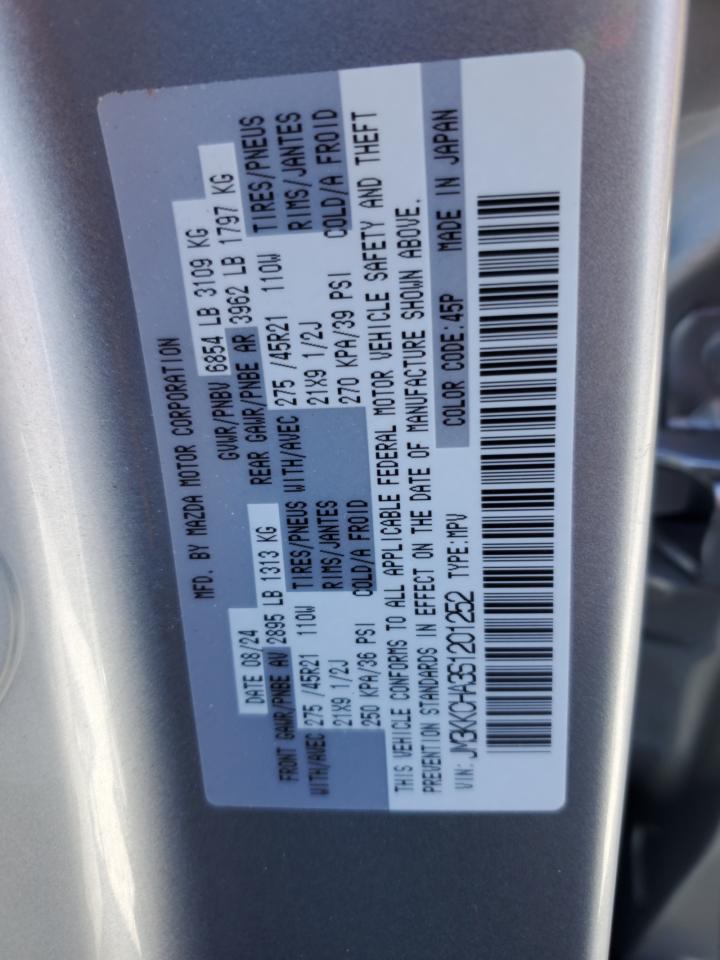 MFD. BY MAZDA MOTOR CORPORATION
DATE 08/24 GVWR/PNBV 6854 LB 3109 KG
FRONT GAWR/PNBE AV 2895 LB 1313 KG REAR GAWR/PNBE AR 3962 LB 1797 KG
WITH/AVEC 275 /45R21 110W TIRES/PNEUS WITH/AVEC 275 /45R21 110W TIRES/PNEUS
21X9 1/2J RIMS/JANTES 21X9 1/2J RIMS/JANTES
250 KPA/36 PSI COLD/A FROID 270 KPA/39 PSI COLD/A FROID
THIS VEHICLE CONFORMS TO ALL APPLICABLE FEDERAL MOTOR VEHICLE SAFETY AND THEFT
PREVENTION STANDARDS IN EFFECT ON THE DATE OF MANUFACTURE SHOWN ABOVE.
VIN: JM3KKCHA3S1201252 TYPE:MPV COLOR CODE:45P MADE IN JAPAN